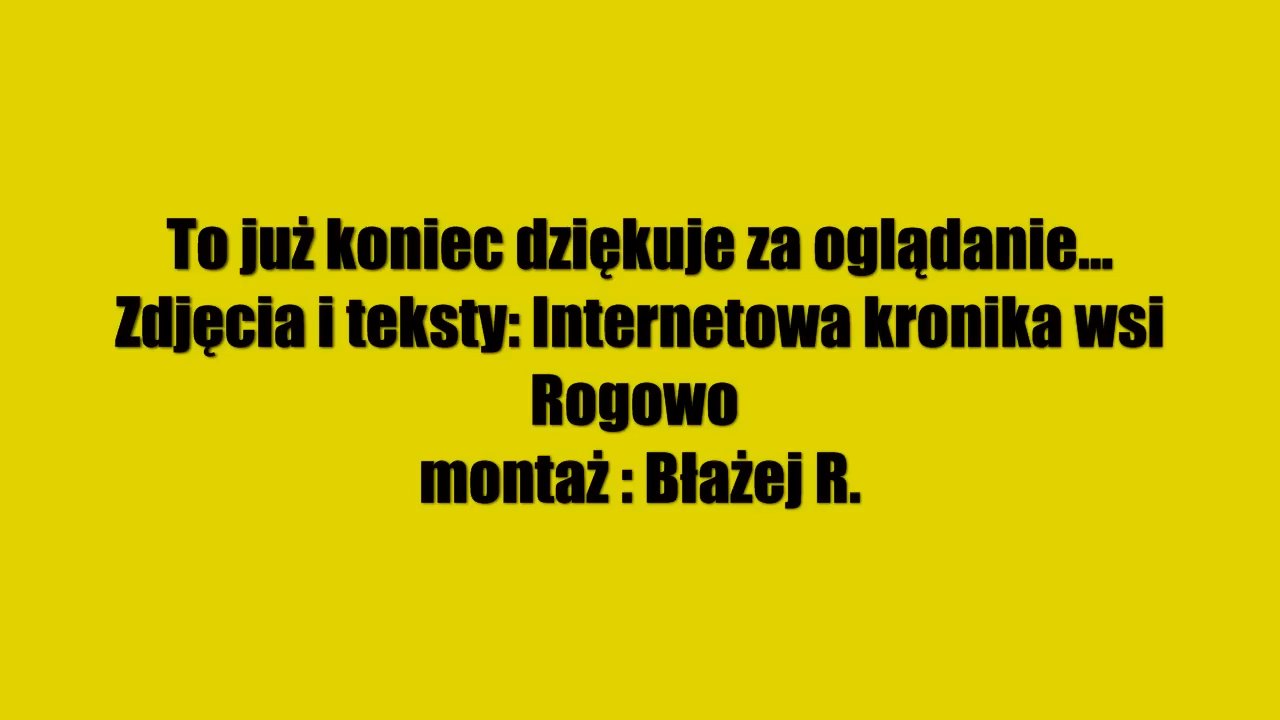 To już koniec dziękuje za oglądanie...
Zdjęcia i teksty: Internetowa kronika wsi
Rogowo
montaż : Błażej R.